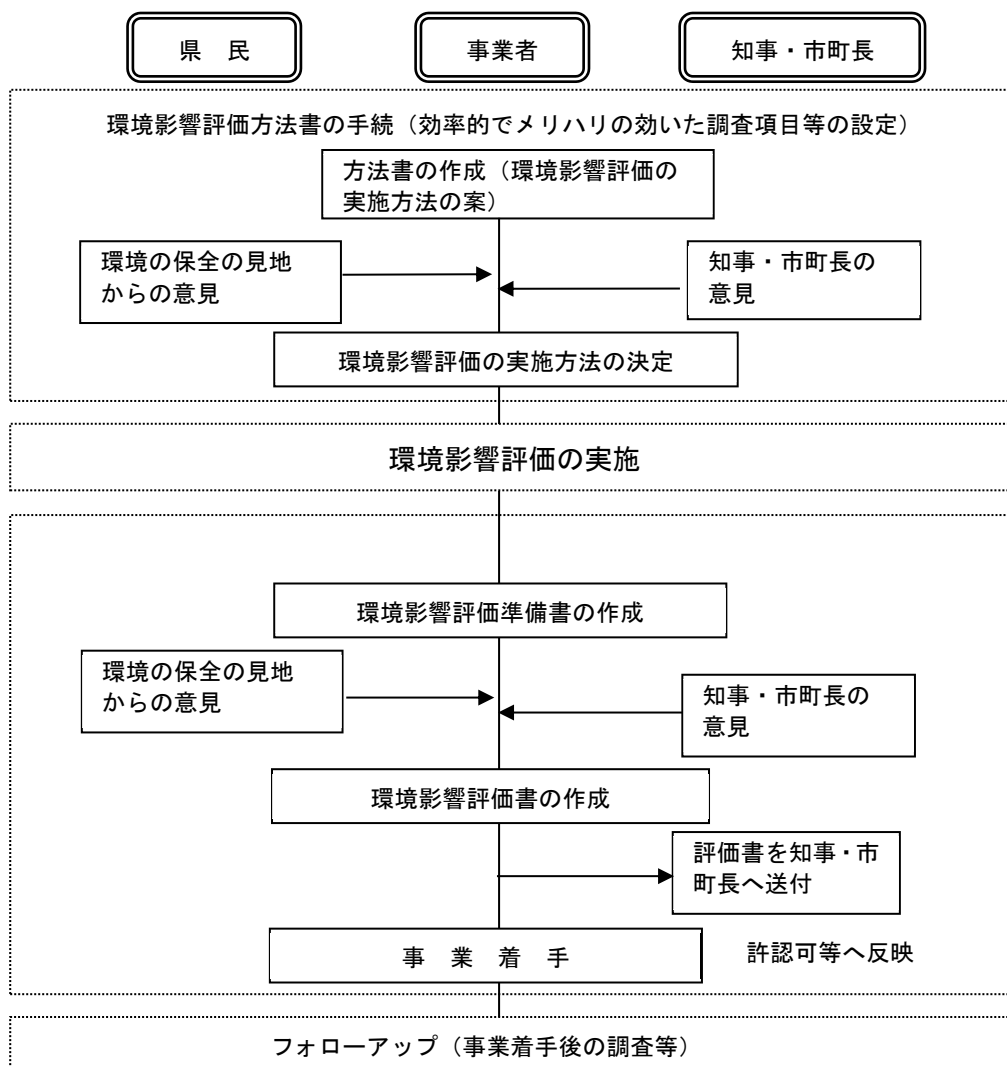 県　民
事業者
知事・市町長
環境影響評価方法書の手続（効率的でメリハリの効いた調査項目等の設定）
方法書の作成（環境影響評価の
実施方法の案）
環境の保全の見地
からの意見
知事・市町長の
意見
環境影響評価の実施方法の決定
環境影響評価の実施
環境影響評価準備書の作成
環境の保全の見地
からの意見
知事・市町長の
意見
環境影響評価書の作成
評価書を知事・市
町長へ送付
事　業　着　手
許認可等へ反映
フォローアップ（事業着手後の調査等）